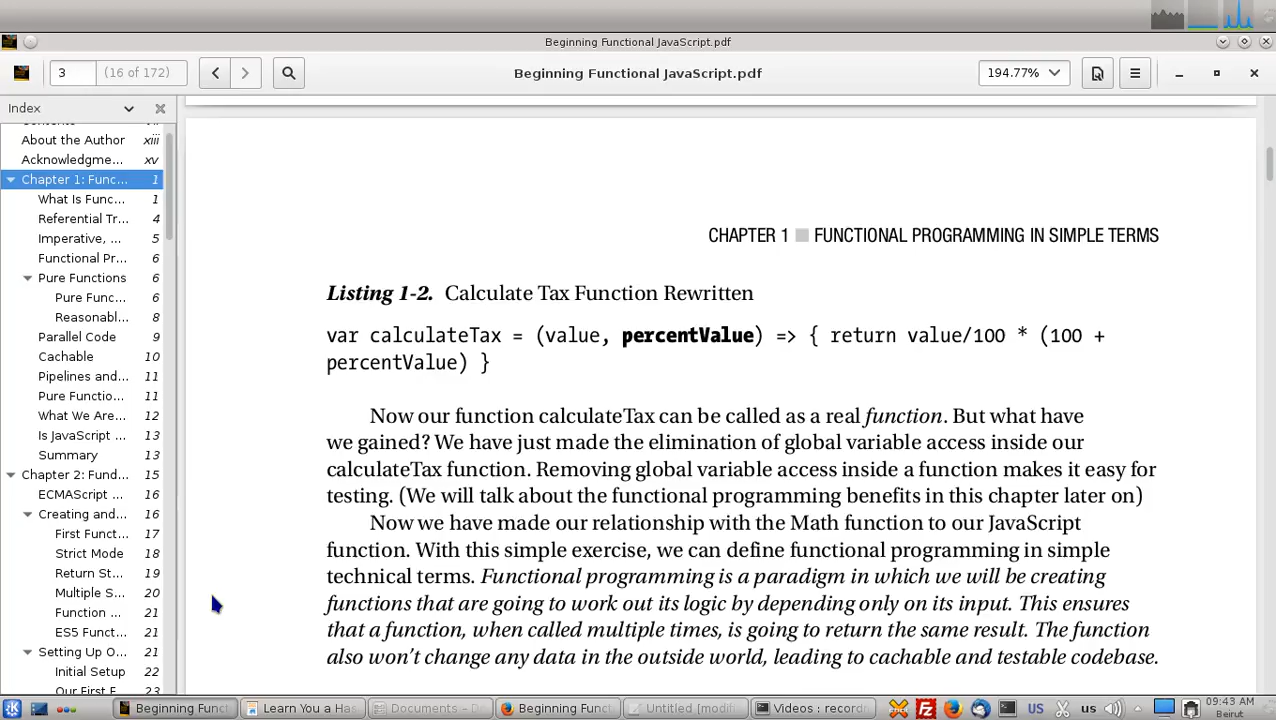 Beginning Functional JavaScript.pdf
3 (16 of 172)
Beginning Functional JavaScript.pdf
194.77%
Index
About the Author xiii
Acknowledgme... xv
Chapter 1: Func... 1
What Is Func... 1
Referential Tr... 4
Imperative, ... 5
Functional Pr... 6
Pure Functions 6
Pure Func... 6
Reasonabl... 8
Parallel Code 9
Cachable 10
Pipelines and... 11
Pure Functio... 11
What We Are... 12
Is JavaScript ... 13
Summary 13
Chapter 2: Fund... 15
ECMAScript ... 16
Creating and... 16
First Funct... 17
Strict Mode 18
Return St... 19
Multiple S... 20
Function ... 21
ES5 Funct... 21
Setting Up O... 21
Initial Setup 22
Our First F... 23
CHAPTER 1 ■ FUNCTIONAL PROGRAMMING IN SIMPLE TERMS
Listing 1-2. Calculate Tax Function Rewritten
var calculateTax = (value, percentValue) => { return value/100 * (100 +
percentValue) }
Now our function calculateTax can be called as a real function. But what have
we gained? We have just made the elimination of global variable access inside our
calculateTax function. Removing global variable access inside a function makes it easy for
testing. (We will talk about the functional programming benefits in this chapter later on)
Now we have made our relationship with the Math function to our JavaScript
function. With this simple exercise, we can define functional programming in simple
technical terms. Functional programming is a paradigm in which we will be creating
functions that are going to work out its logic by depending only on its input. This ensures
that a function, when called multiple times, is going to return the same result. The function
also won't change any data in the outside world, leading to cachable and testable codebase.
Beginning Funct
Learn You a Has
Documents – D
Beginning Func
Untitled [modifi
Videos : record
US
us
09:43 AM
Beirut